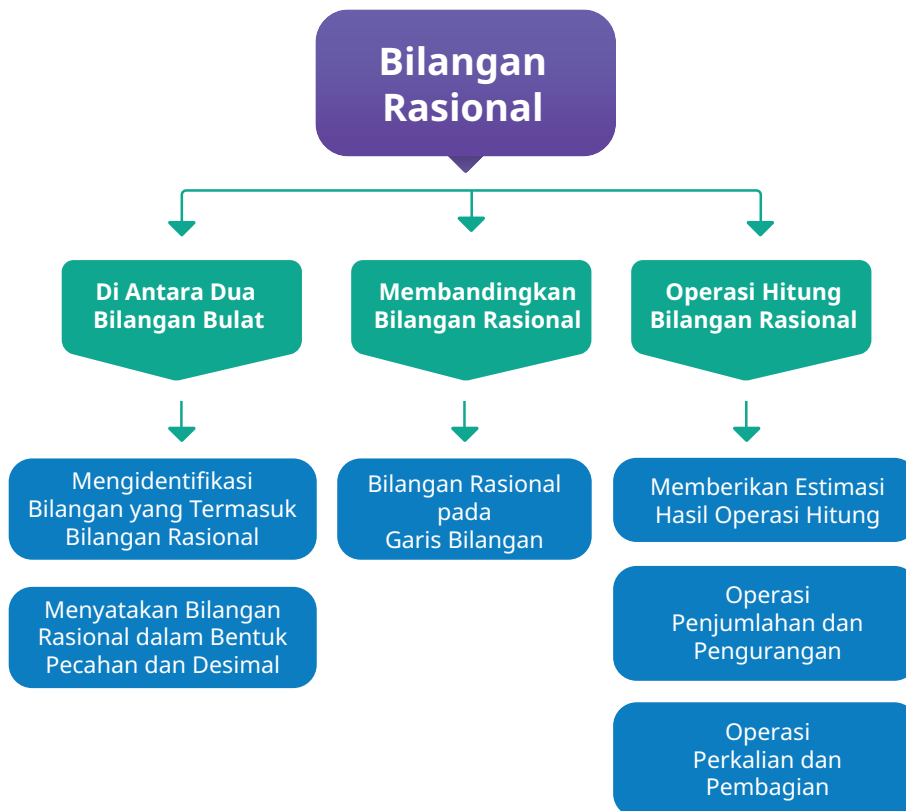 Bilangan
Rasional
Di Antara Dua
Bilangan Bulat
Membandingkan
Bilangan Rasional
Operasi Hitung
Bilangan Rasional
Mengidentifikasi
Bilangan yang Termasuk
Bilangan Rasional
Menyatakan Bilangan
Rasional dalam Bentuk
Pecahan dan Desimal
Bilangan Rasional
pada
Garis Bilangan
Memberikan Estimasi
Hasil Operasi Hitung
Operasi
Penjumlahan dan
Pengurangan
Operasi
Perkalian dan
Pembagian